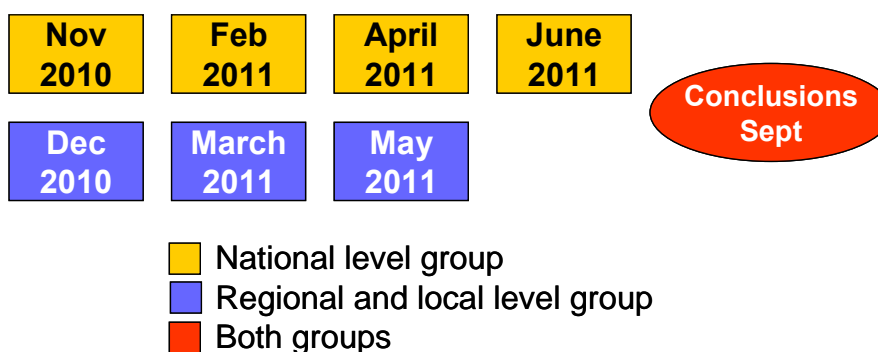 Nov
2010
Feb
2011
April
2011
June
2011
Conclusions
Sept
Dec
2010
March
2011
May
2011
National level group
Regional and local level group
Both groups